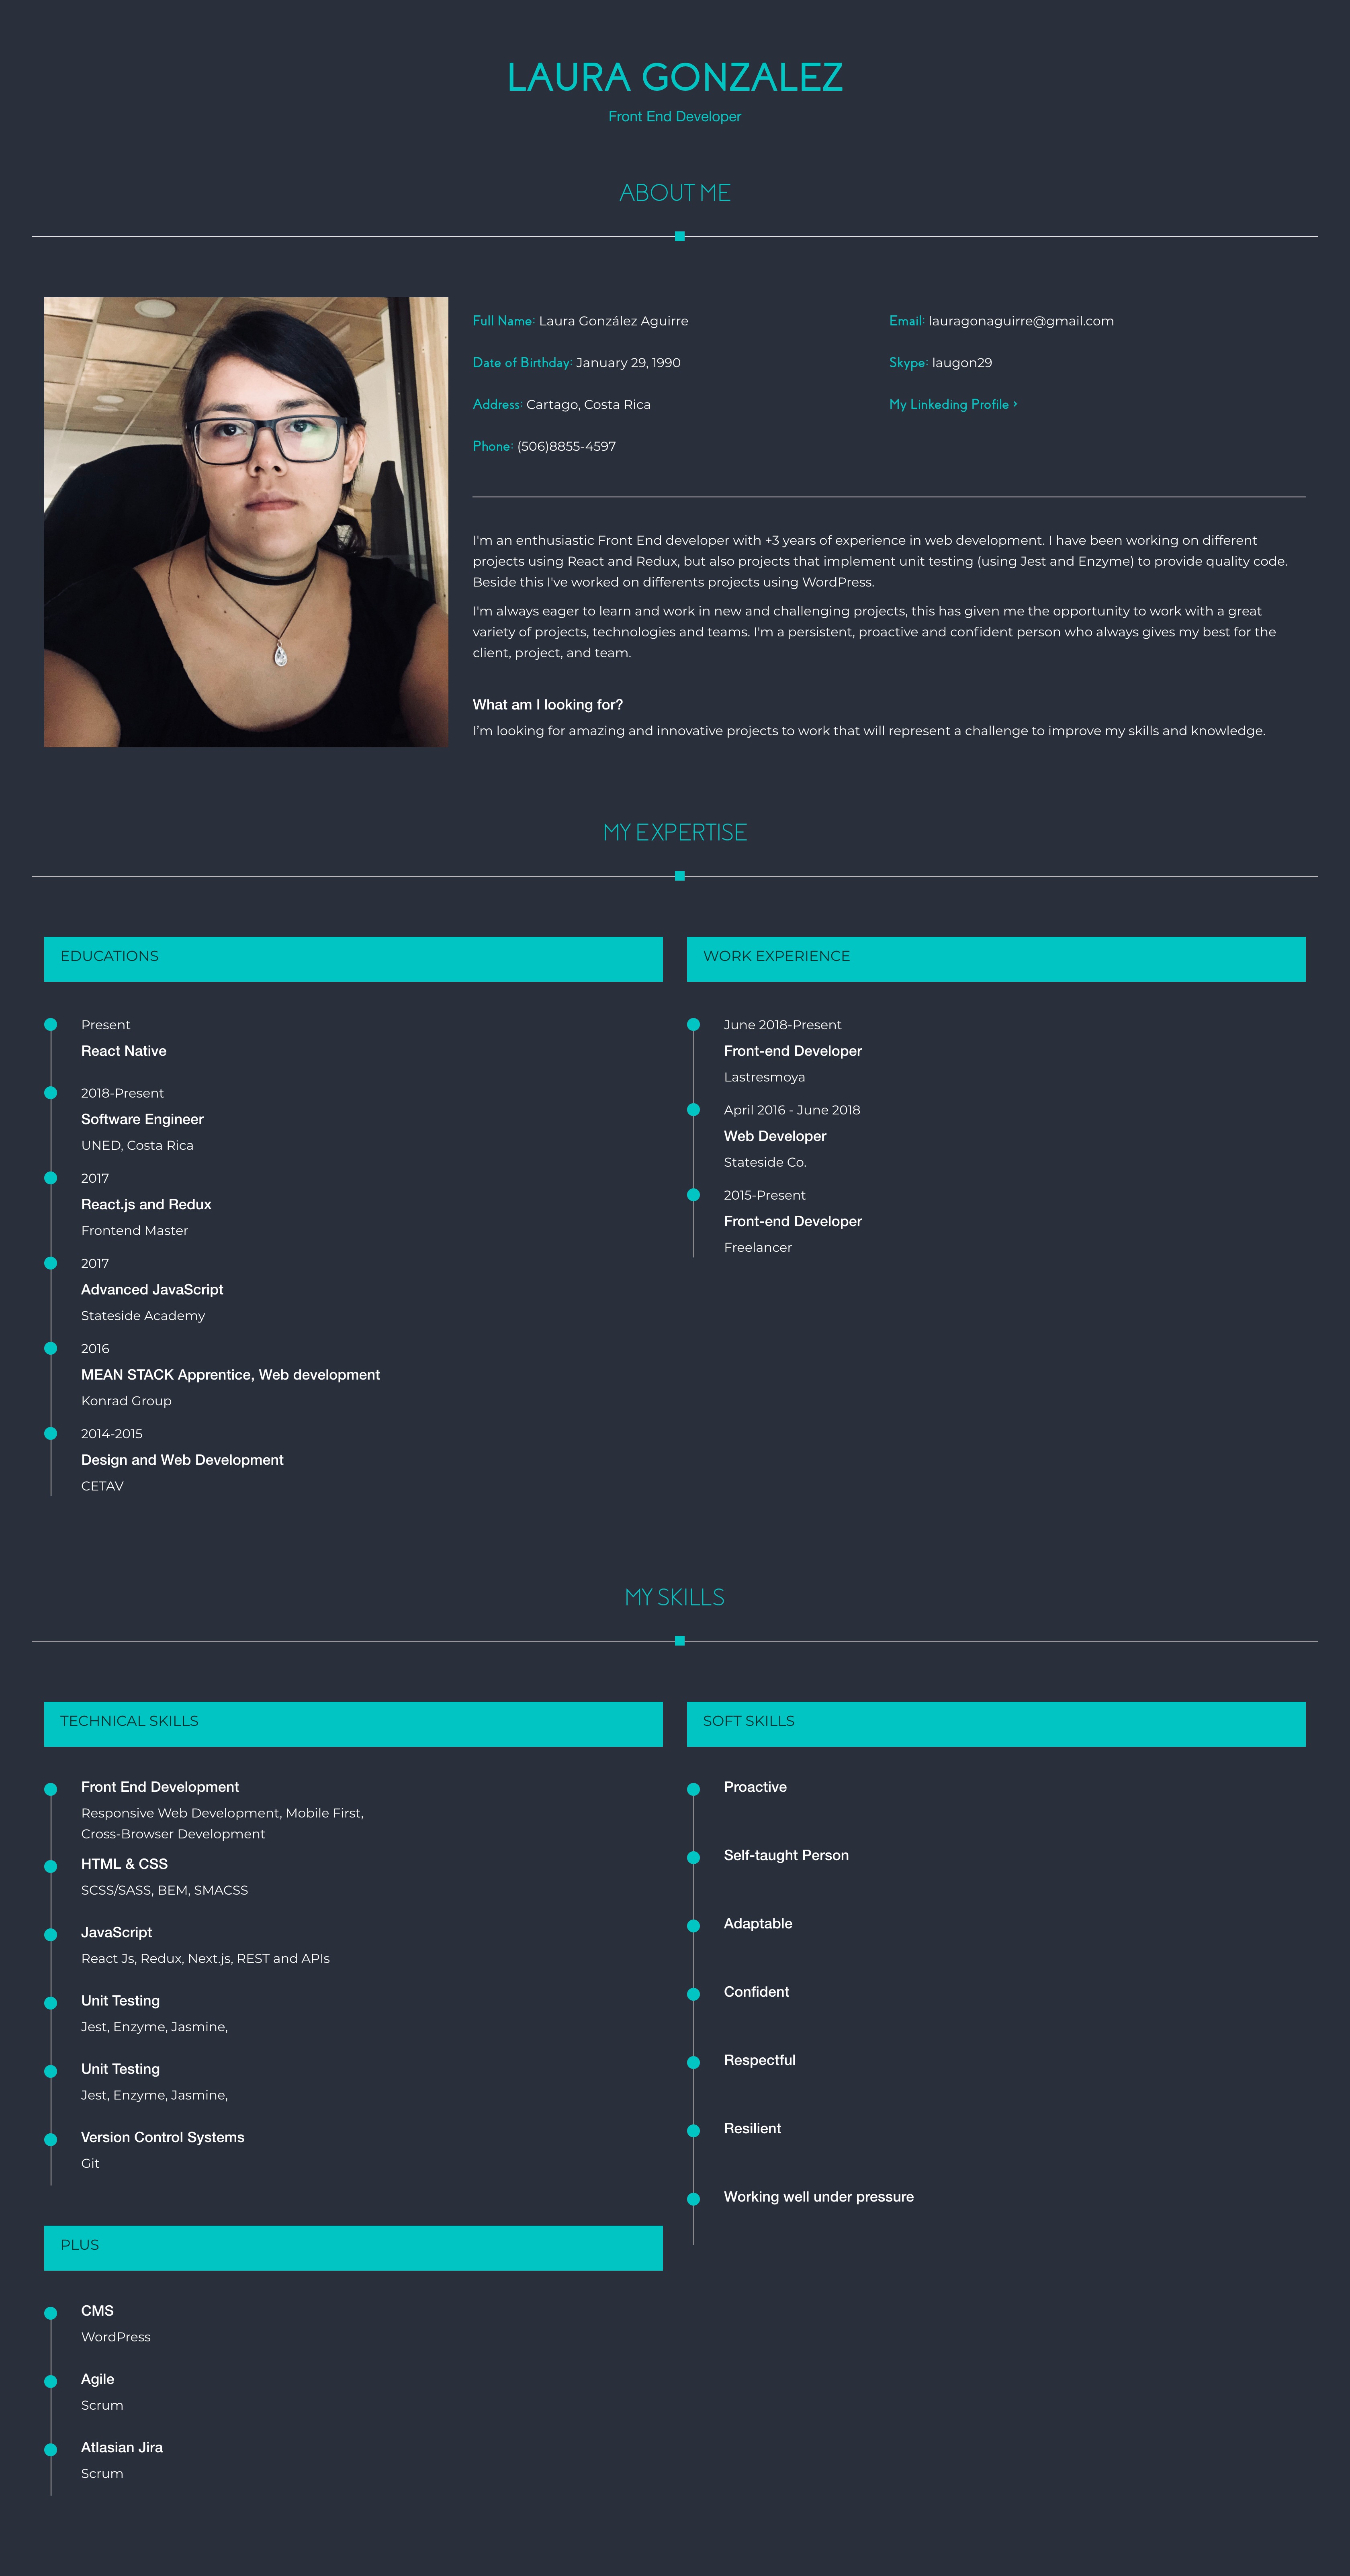 LAURA GONZALEZ
Front End Developer
ABOUT ME
Full Name: Laura González Aguirre
Date of Birthday: January 29, 1990
Address: Cartago, Costa Rica
Phone: (506)8855-4597
Email: lauragonaguirre@gmail.com
Skype: laugon29
My Linkeding Profile >
I'm an enthusiastic Front End developer with +3 years of experience in web development. I have been working on different
projects using React and Redux, but also projects that implement unit testing (using Jest and Enzyme) to provide quality code.
Beside this I've worked on differents projects using WordPress.
I'm always eager to learn and work in new and challenging projects, this has given me the opportunity to work with a great
variety of projects, technologies and teams. I'm a persistent, proactive and confident person who always gives my best for the
client, project, and team.
What am I looking for?
I'm looking for amazing and innovative projects to work that will represent a challenge to improve my skills and knowledge.
MY EXPERTISE
EDUCATIONS
Present
React Native
2018-Present
Software Engineer
UNED, Costa Rica
2017
React.js and Redux
Frontend Master
2017
Advanced JavaScript
Stateside Academy
2016
MEAN STACK Apprentice, Web development
Konrad Group
2014-2015
Design and Web Development
CETAV
WORK EXPERIENCE
June 2018-Present
Front-end Developer
Lastresmoya
April 2016 - June 2018
Web Developer
Stateside Co.
2015-Present
Front-end Developer
Freelancer
MY SKILLS
TECHNICAL SKILLS
Front End Development
Responsive Web Development, Mobile First,
Cross-Browser Development
HTML & CSS
SCSS/SASS, BEM, SMACSS
JavaScript
React Js, Redux, Next.js, REST and APIs
Unit Testing
Jest, Enzyme, Jasmine,
Unit Testing
Jest, Enzyme, Jasmine,
Version Control Systems
Git
PLUS
CMS
WordPress
Agile
Scrum
Atlasian Jira
Scrum
SOFT SKILLS
Proactive
Self-taught Person
Adaptable
Confident
Respectful
Resilient
Working well under pressure